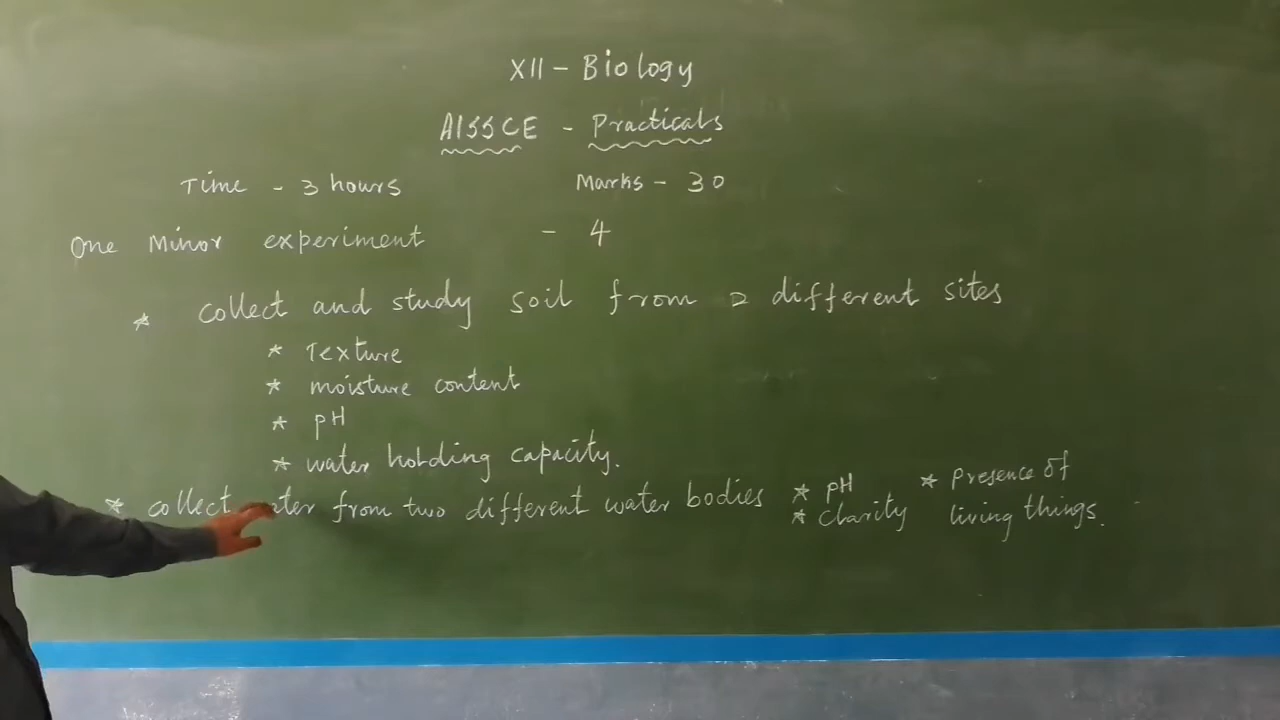 XII - Biology
AISSCE - Practicals
Time - 3 hours Marks - 30
One Minor experiment - 4
* collect and study soil from 2 different sites
* Texture
* moisture content
* pH
* water holding capacity.
* collect from two different water bodies * pH * Presence of
* clarity living things.